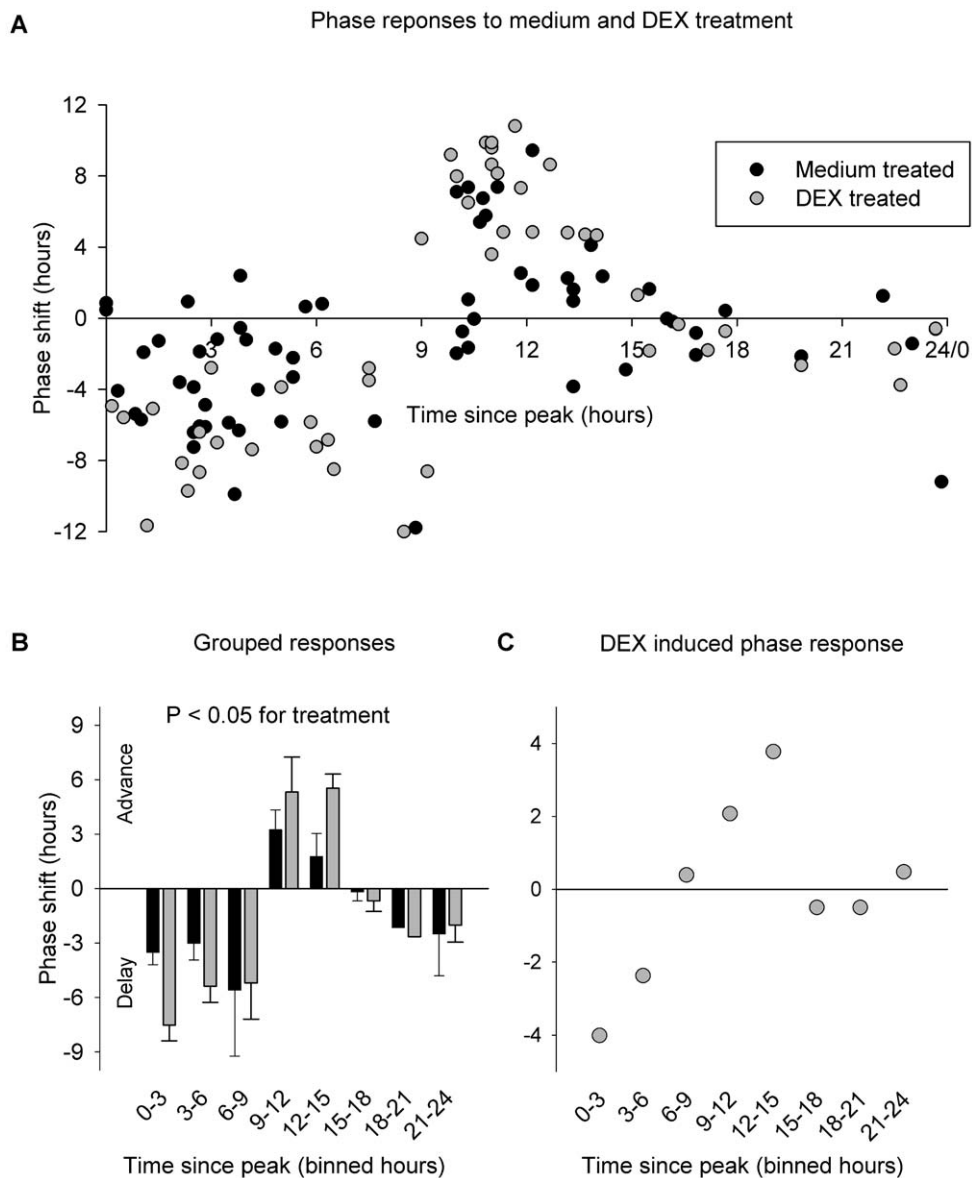 A
Phase reponses to medium and DEX treatment
12
8
4
0
-4
-8
-12
Phase shift (hours)
3
6
9
12
15
18
21
24/0
Time since peak (hours)
Medium treated
DEX treated
B
Grouped responses
P < 0.05 for treatment
9
6
3
0
-3
-6
-9
Phase shift (hours)
Advance
Delay
0-3
3-6
6-9
9-12
12-15
15-18
18-21
21-24
Time since peak (binned hours)
C
DEX induced phase response
4
2
0
-2
-4
0-3
3-6
6-9
9-12
12-15
15-18
18-21
21-24
Time since peak (binned hours)